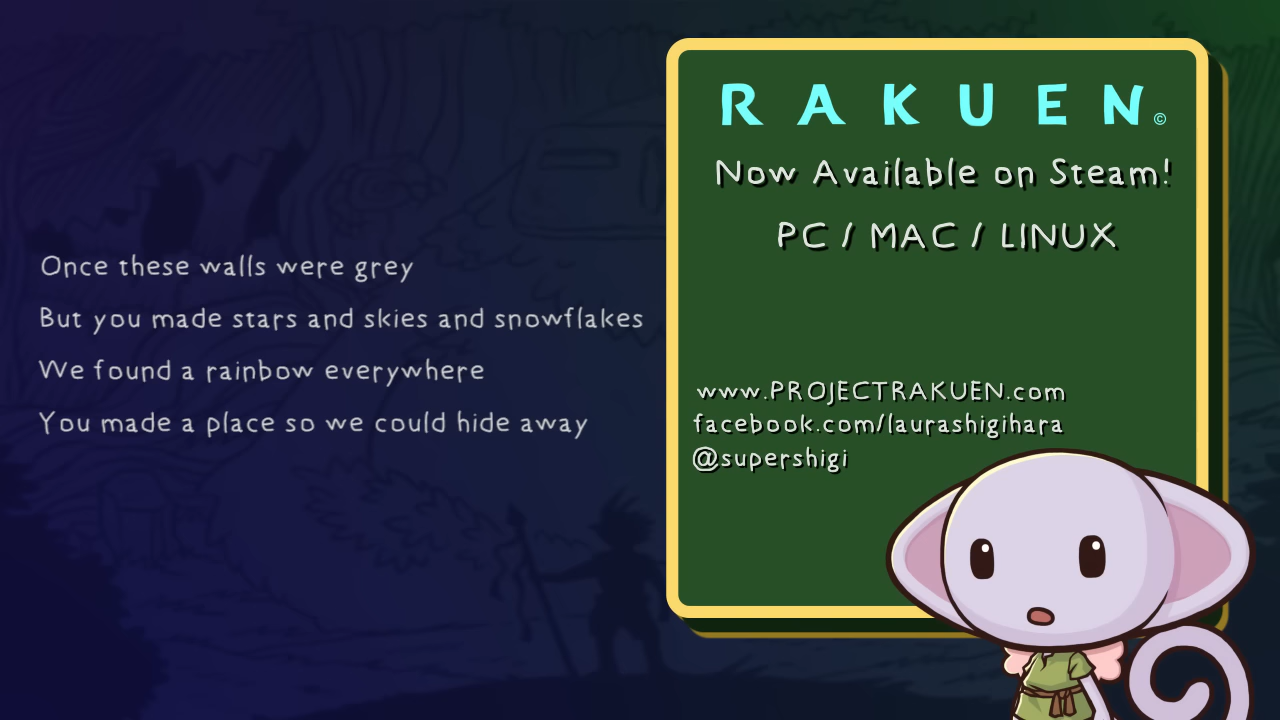 Once these walls were grey
But you made stars and skies and snowflakes
We found a rainbow everywhere
You made a place so we could hide away
RAKUEN©
Now Available on Steam!
PC / MAC / LINUX
www.PROJECTRAKUEN.com
facebook.com/laurashigihara
@supershigi